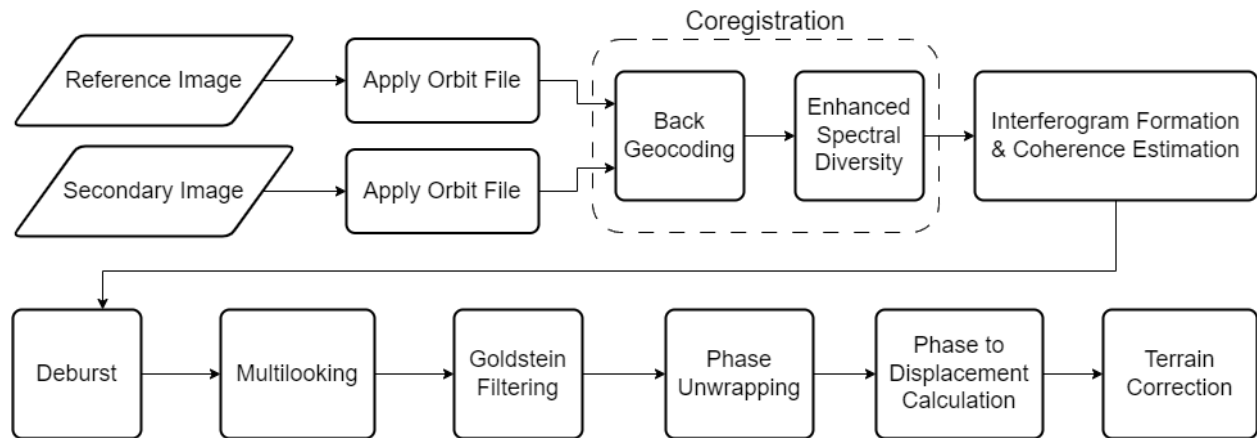 Coregistration
Reference Image
Apply Orbit File
Secondary Image
Apply Orbit File
Back
Geocoding
Enhanced
Spectral
Diversity
Interferogram Formation
& Coherence Estimation
Deburst
Multilooking
Goldstein
Filtering
Phase
Unwrapping
Phase to
Displacement
Calculation
Terrain
Correction